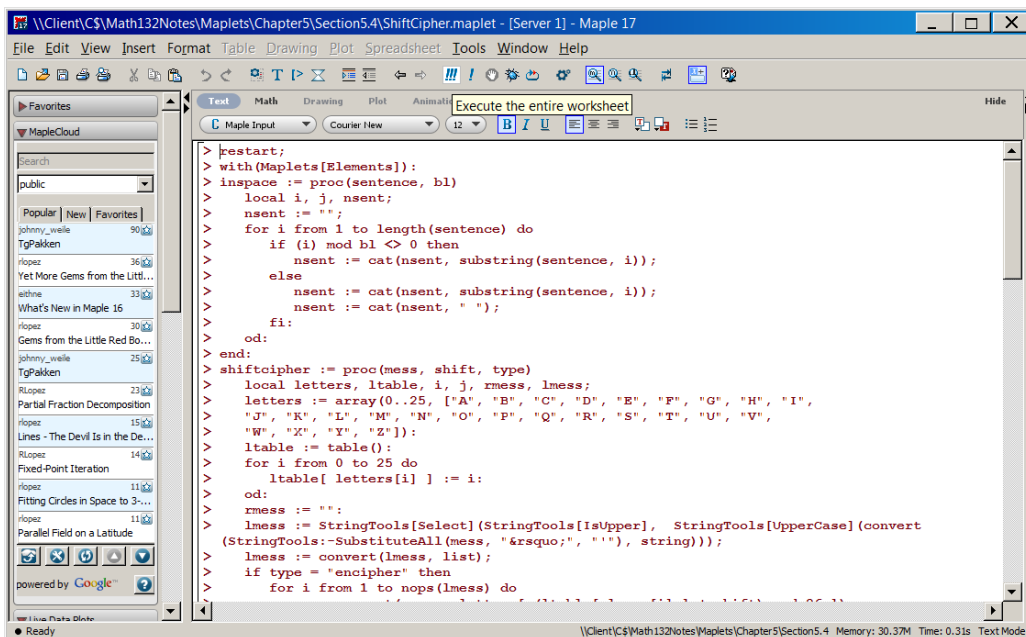 \\Client\C$\Math132Notes\Maplets\Chapter5\Section5.4\ShiftCipher.maplet - [Server 1] - Maple 17
File Edit View Insert Format Table Drawing Plot Spreadsheet Tools Window Help
Text Math Drawing Plot Animati Execute the entire worksheet Hide
C Maple Input Courier New 12 B I U
Favorites
MapleCloud
Search
public
Popular New Favorites
johnny_weile 90
TgPakken
rlopez 36
Yet More Gems from the Littl...
eithne 33
What's New in Maple 16
rlopez 30
Gems from the Little Red Bo...
johnny_weile 25
TgPakken
RLopez 23
Partial Fraction Decomposition
rlopez 15
Lines - The Devil Is in the De...
RLopez 14
Fixed-Point Iteration
rlopez 11
Fitting Circles in Space to 3-...
rlopez 11
Parallel Field on a Latitude
powered by Google™
Live Data Plots
> restart;
> with(Maplets[Elements]):
> inspace := proc(sentence, bl)
> local i, j, nsent;
> nsent := "";
> for i from 1 to length(sentence) do
> if (i) mod bl <> 0 then
> nsent := cat(nsent, substring(sentence, i));
> else
> nsent := cat(nsent, substring(sentence, i));
> nsent := cat(nsent, " ");
> fi:
> od:
> end:
> shiftcipher := proc(mess, shift, type)
> local letters, ltable, i, j, rmess, lmess;
> letters := array(0..25, ["A", "B", "C", "D", "E", "F", "G", "H", "I",
> "J", "K", "L", "M", "N", "O", "P", "Q", "R", "S", "T", "U", "V",
> "W", "X", "Y", "Z"]):
> ltable := table():
> for i from 0 to 25 do
> ltable[ letters[i] ] := i:
> od:
> rmess := "":
> lmess := StringTools[Select](StringTools[IsUpper], StringTools[UpperCase](convert
(StringTools:-SubstituteAll(mess, "&rsquo;", "'"), string)));
> lmess := convert(lmess, list);
> if type = "encipher" then
> for i from 1 to nops(lmess) do
Ready
\\Client\C$\Math132Notes\Maplets\Chapter5\Section5.4 Memory: 30.37M Time: 0.31s Text Mode